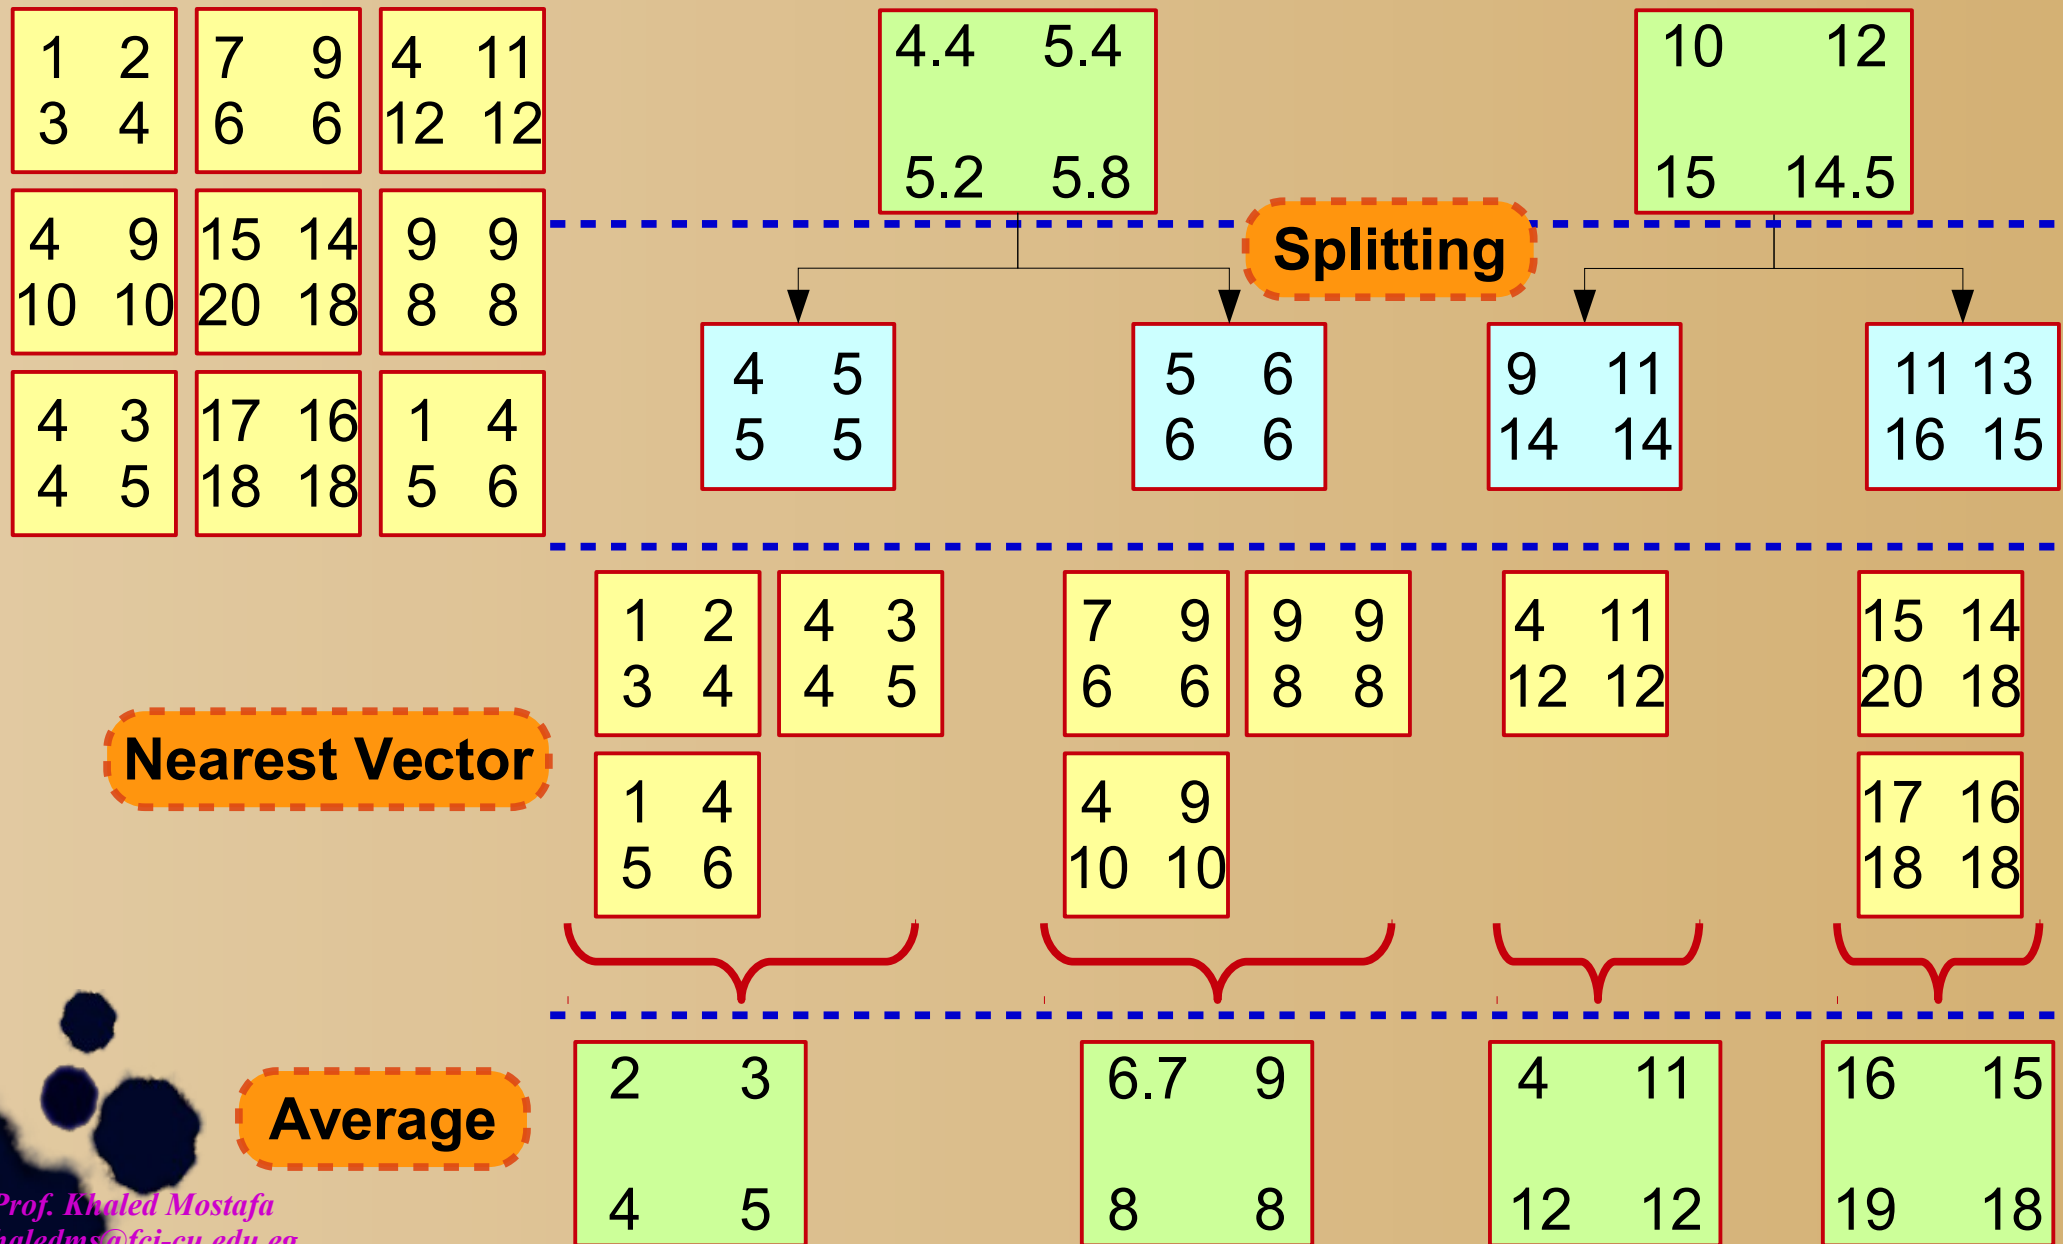 1 2 7 9 4 11
3 4 6 6 12 12
4 9 15 14 9 9
10 10 20 18 8 8
4 3 17 16 1 4
4 5 18 18 5 6
4.4 5.4 10 12
5.2 5.8 15 14.5
Splitting
4 5 5 6 9 11 11 13
5 5 6 6 14 14 16 15
Nearest Vector
1 2 4 3 7 9 9 9 4 11 15 14
3 4 4 5 6 6 8 8 12 12 20 18
1 4 4 9 17 16
5 6 10 10 18 18
Average
2 3 6.7 9 4 11 16 15
4 5 8 8 12 12 19 18
Prof. Khaled Mostafa
haledms@fci-cu.edu.eg